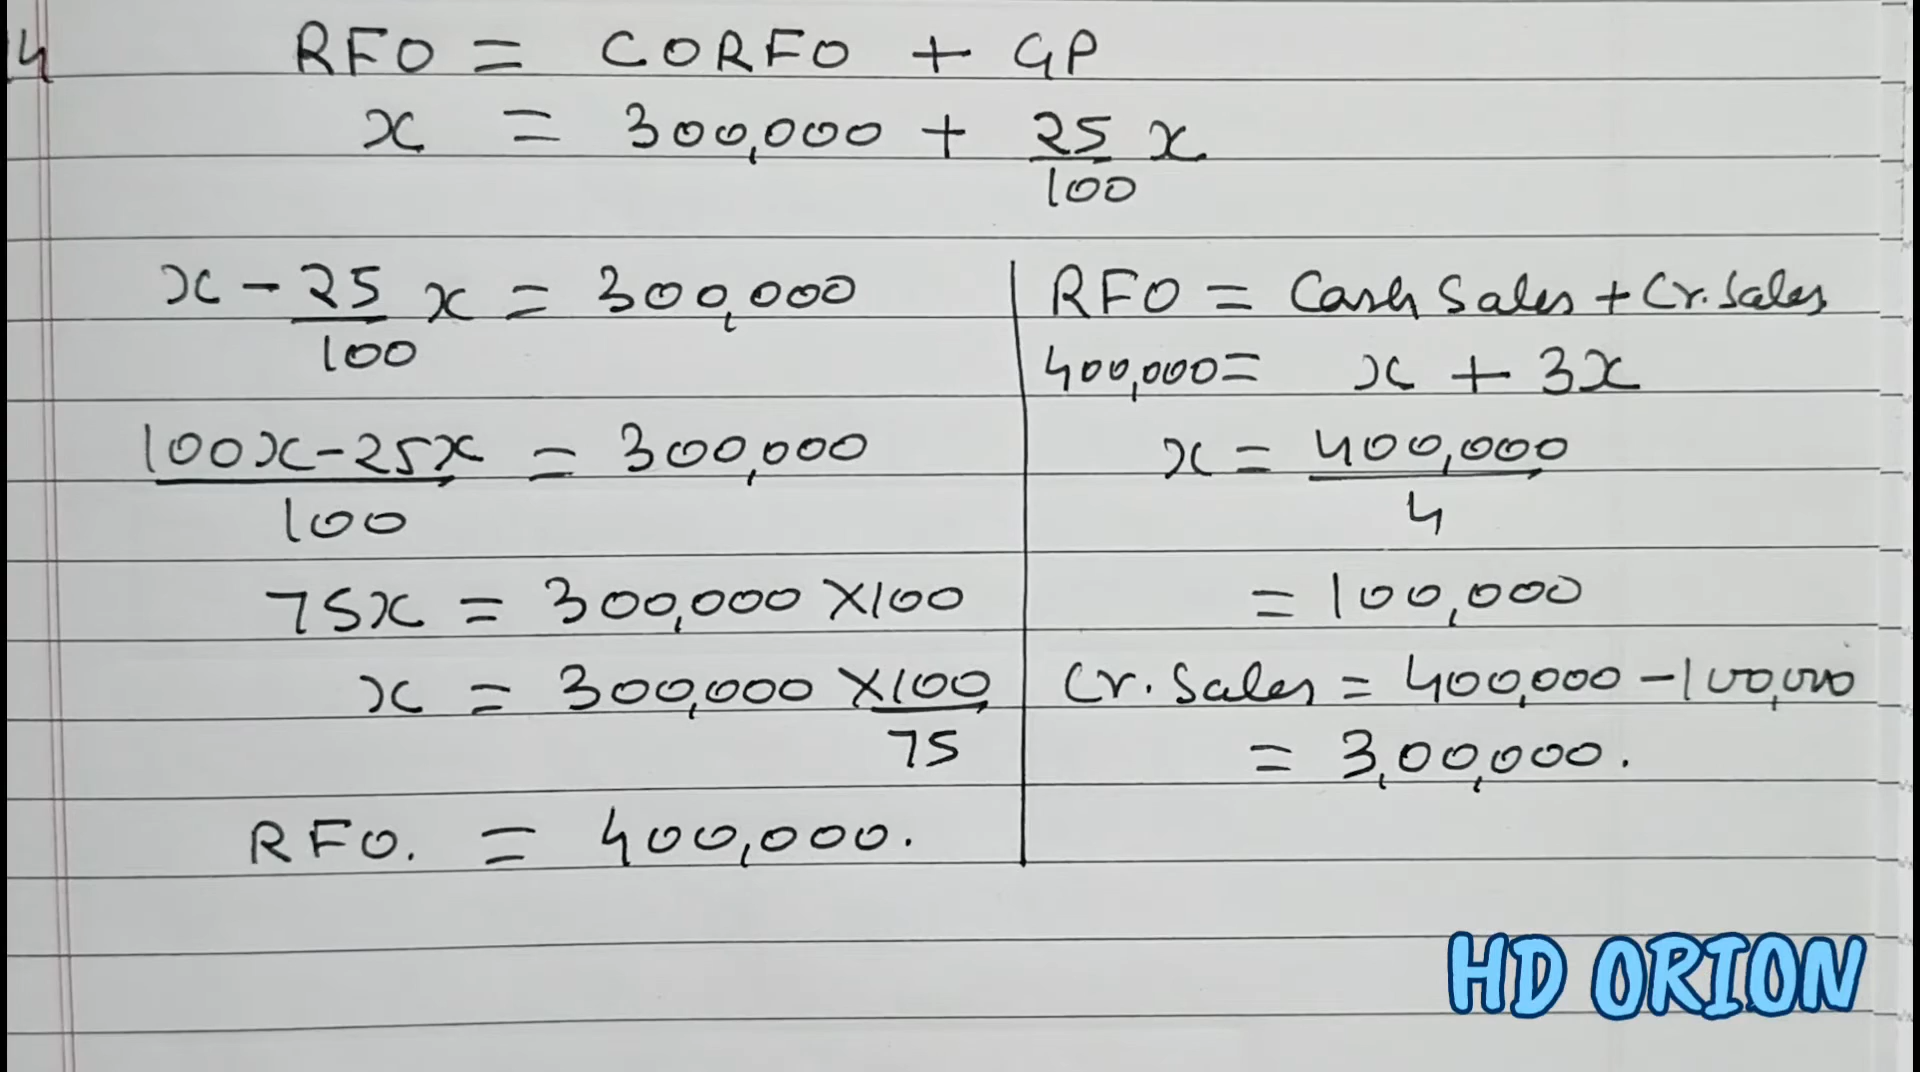 4 RFO = CORFO + GP
x = 300,000 + 25/100 x
x - 25/100 x = 300,000
100x - 25x / 100 = 300,000
75x = 300,000 × 100
x = 300,000 × 100/75
RFO. = 400,000.
RFO = Cash Sales + Cr. Sales
400,000 = x + 3x
x = 400,000/4
= 100,000
Cr. Sales = 400,000 - 100,000
= 3,00,000.
HD ORION